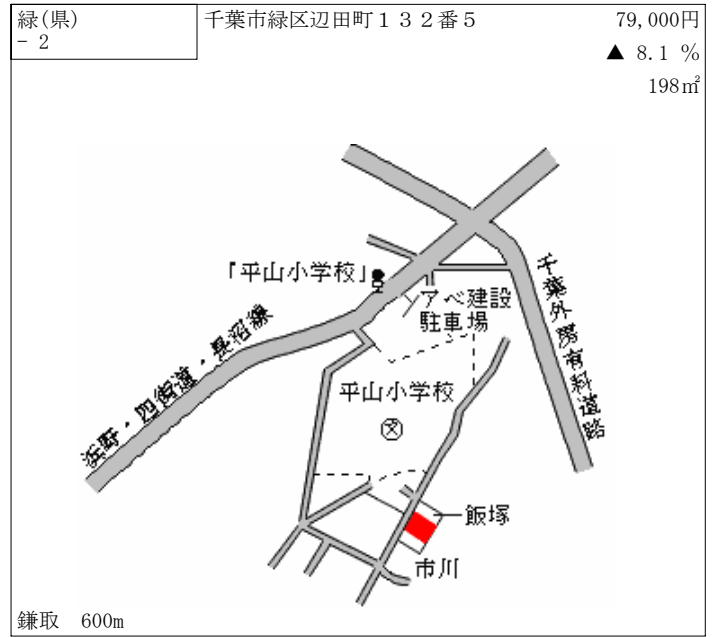 緑(県)
- 2
千葉市緑区辺田町132番5
79,000円
▲ 8.1 %
198㎡
「平山小学校」
アベ建設
駐車場
千葉外房有料道路
浜野・四街道・長沼線
平山小学校
文
飯塚
市川
鎌取 600m